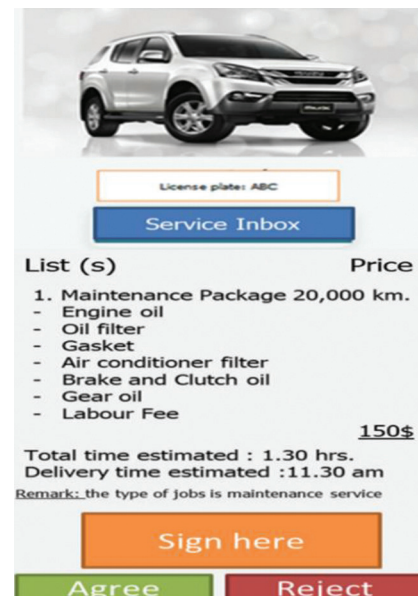 License plate: ABC
Service Inbox
List (s) Price
1. Maintenance Package 20,000 km.
- Engine oil
- Oil filter
- Gasket
- Air conditioner filter
- Brake and Clutch oil
- Gear oil
- Labour Fee
150$
Total time estimated : 1.30 hrs.
Delivery time estimated :11.30 am
Remark: the type of jobs is maintenance service
Sign here
Agree Reject